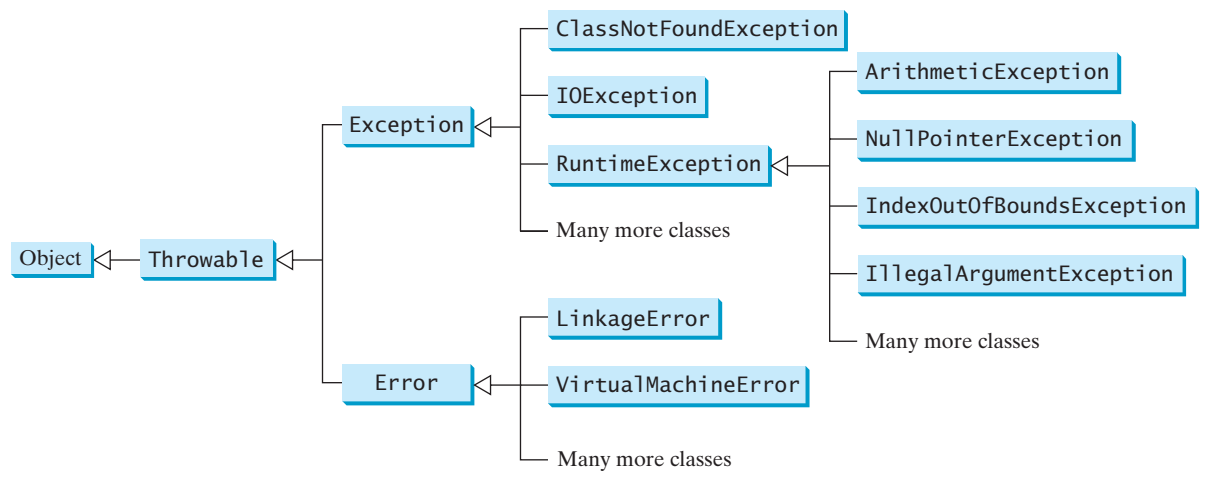 ClassNotFoundException
ArithmeticException
IOException
Exception
NullPointerException
RuntimeException
IndexOutOfBoundsException
Many more classes
Object
Throwable
IllegalArgumentException
LinkageError
Many more classes
Error
VirtualMachineError
Many more classes